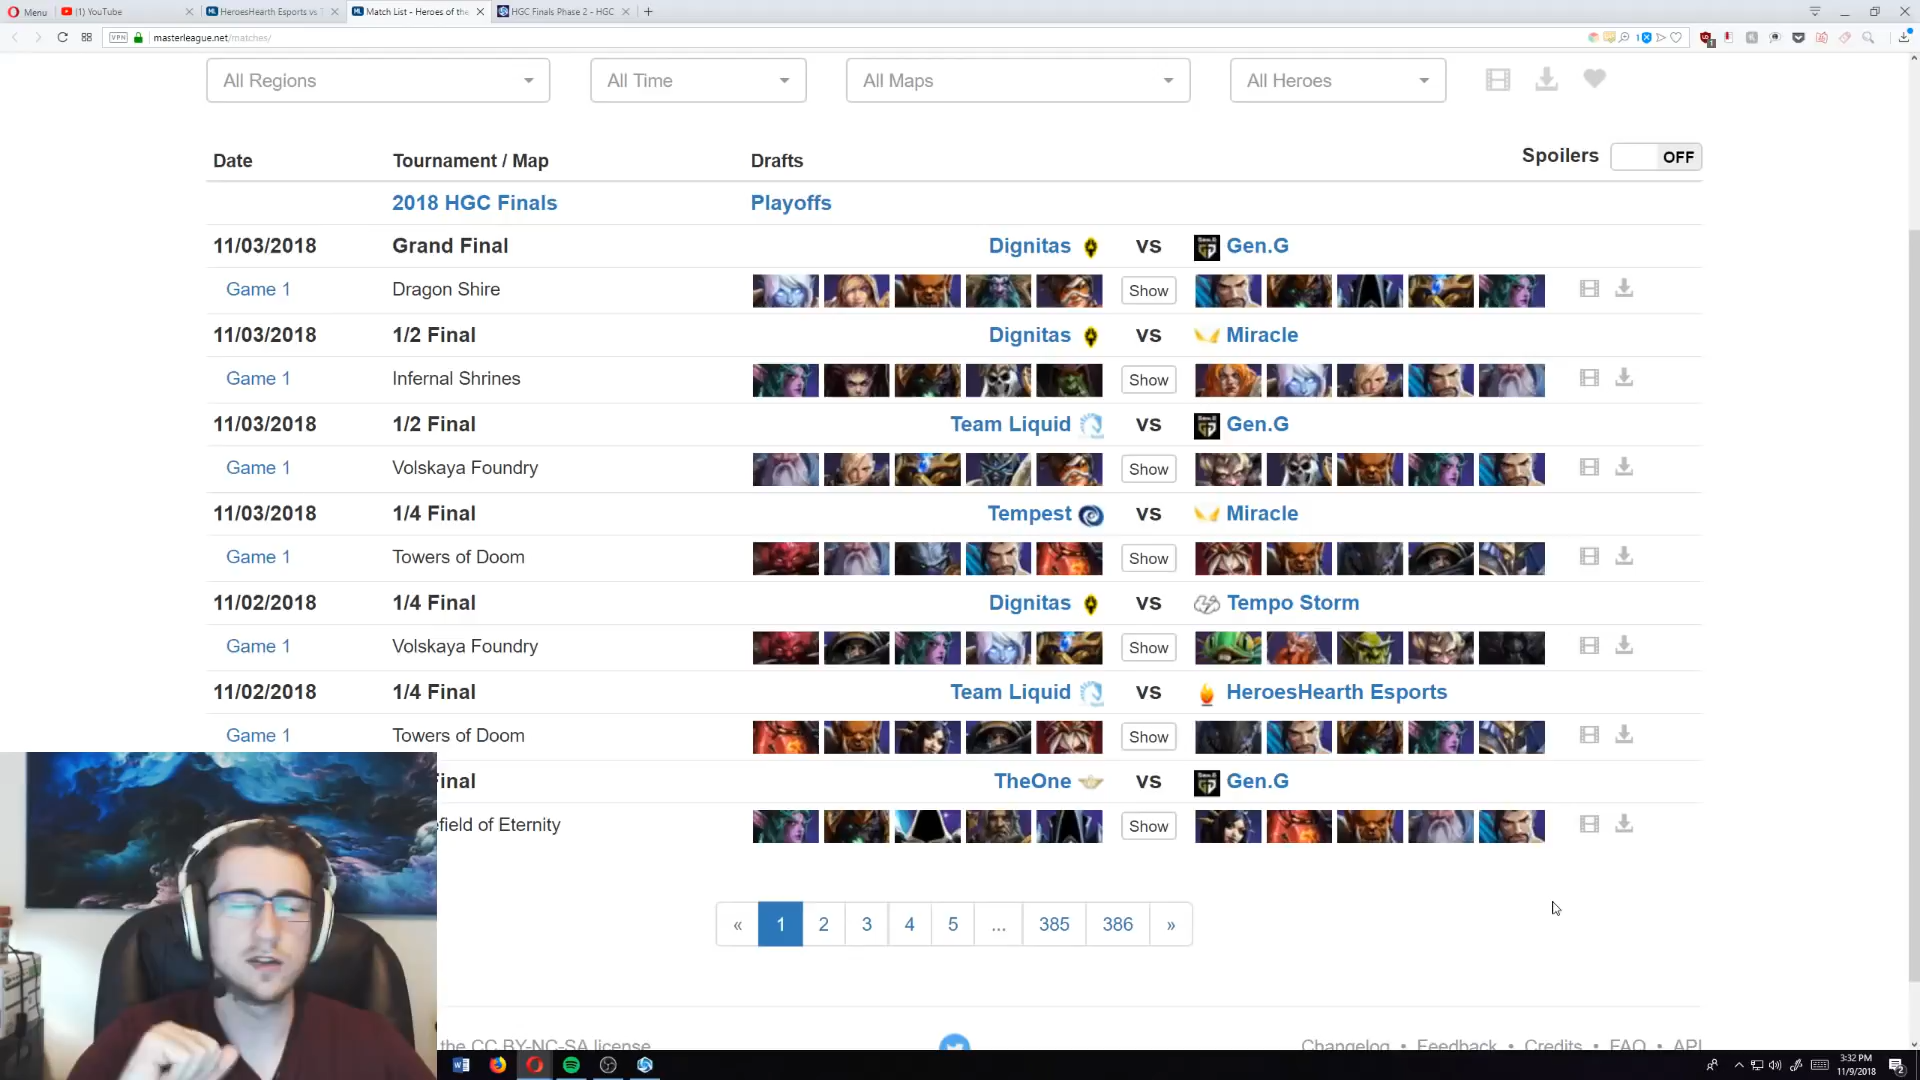 Menu
(1) YouTube
HeroesHearth Esports vs T
Match List - Heroes of the
HGC Finals Phase 2 - HGC
VPN
masterleague.net/matches/
All Regions
All Time
All Maps
All Heroes
Date
Tournament / Map
Drafts
Spoilers
OFF
2018 HGC Finals
Playoffs
11/03/2018
Grand Final
Dignitas
vs
Gen.G
Game 1
Dragon Shire
Show
11/03/2018
1/2 Final
Dignitas
vs
Miracle
Game 1
Infernal Shrines
Show
11/03/2018
1/2 Final
Team Liquid
vs
Gen.G
Game 1
Volskaya Foundry
Show
11/03/2018
1/4 Final
Tempest
vs
Miracle
Game 1
Towers of Doom
Show
11/02/2018
1/4 Final
Dignitas
vs
Tempo Storm
Game 1
Volskaya Foundry
Show
11/02/2018
1/4 Final
Team Liquid
vs
HeroesHearth Esports
Game 1
Towers of Doom
Show
inal
TheOne
vs
Gen.G
efield of Eternity
Show
« 1 2 3 4 5 ... 385 386 »
the CC BY-NC-SA license
Changelog • Feedback • Credits • FAQ • API
3:32 PM
11/9/2018